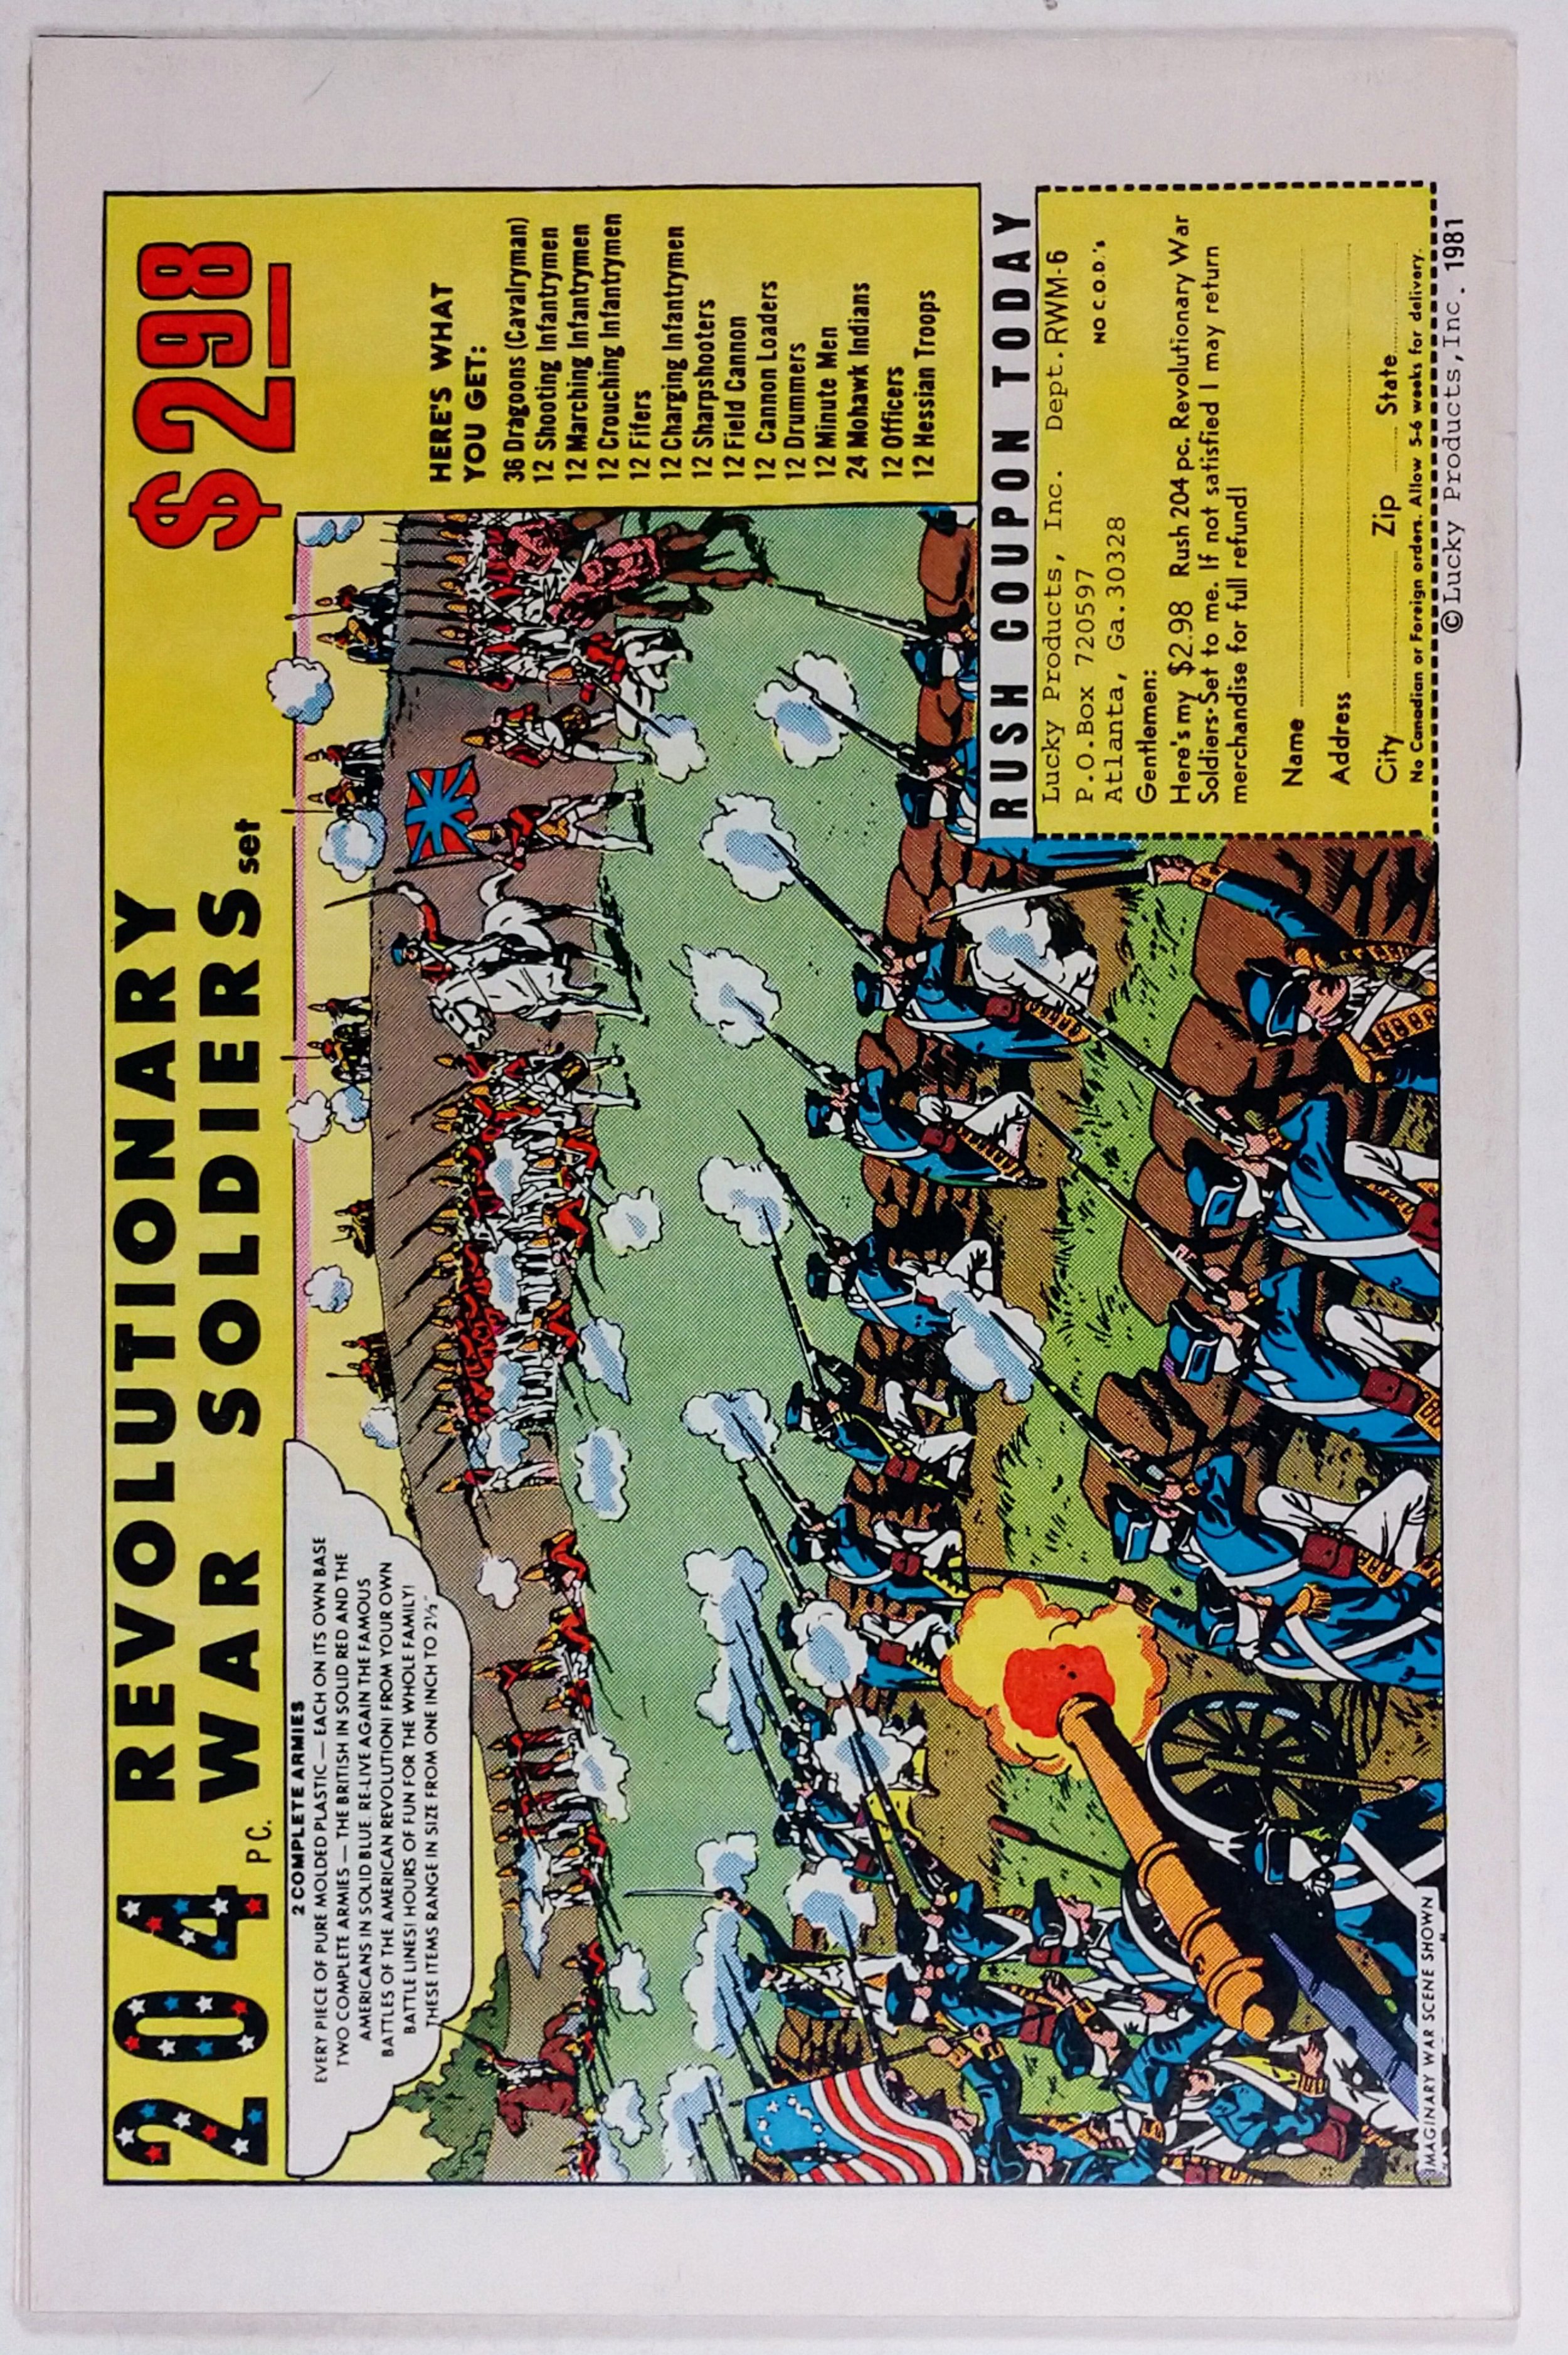 204 PC. REVOLUTIONARY
WAR SOLDIERS set
$2.98
2 COMPLETE ARMIES
EVERY PIECE OF PURE MOLDED PLASTIC — EACH ON ITS OWN BASE
TWO COMPLETE ARMIES — THE BRITISH IN SOLID RED AND THE
AMERICANS IN SOLID BLUE. RE-LIVE AGAIN THE FAMOUS
BATTLES OF THE AMERICAN REVOLUTION! FROM YOUR OWN
BATTLE LINES! HOURS OF FUN FOR THE WHOLE FAMILY!
THESE ITEMS RANGE IN SIZE FROM ONE INCH TO 2½"
HERE'S WHAT
YOU GET:
36 Dragoons (Cavalryman)
12 Shooting Infantrymen
12 Marching Infantrymen
12 Crouching Infantrymen
12 Fifers
12 Charging Infantrymen
12 Sharpshooters
12 Field Cannon
12 Cannon Loaders
12 Drummers
12 Minute Men
24 Mohawk Indians
12 Officers
12 Hessian Troops
RUSH COUPON TODAY
Lucky Products, Inc. Dept. RWM-6
P.O.Box 720597 NO C.O.D.'s
Atlanta, Ga.30328
Gentlemen:
Here's my $2.98 Rush 204 pc. Revolutionary War
Soldiers Set to me. If not satisfied I may return
merchandise for full refund!
Name
Address
City Zip State
No Canadian or Foreign orders. Allow 5-6 weeks for delivery.
IMAGINARY WAR SCENE SHOWN
© Lucky Products, Inc. 1981